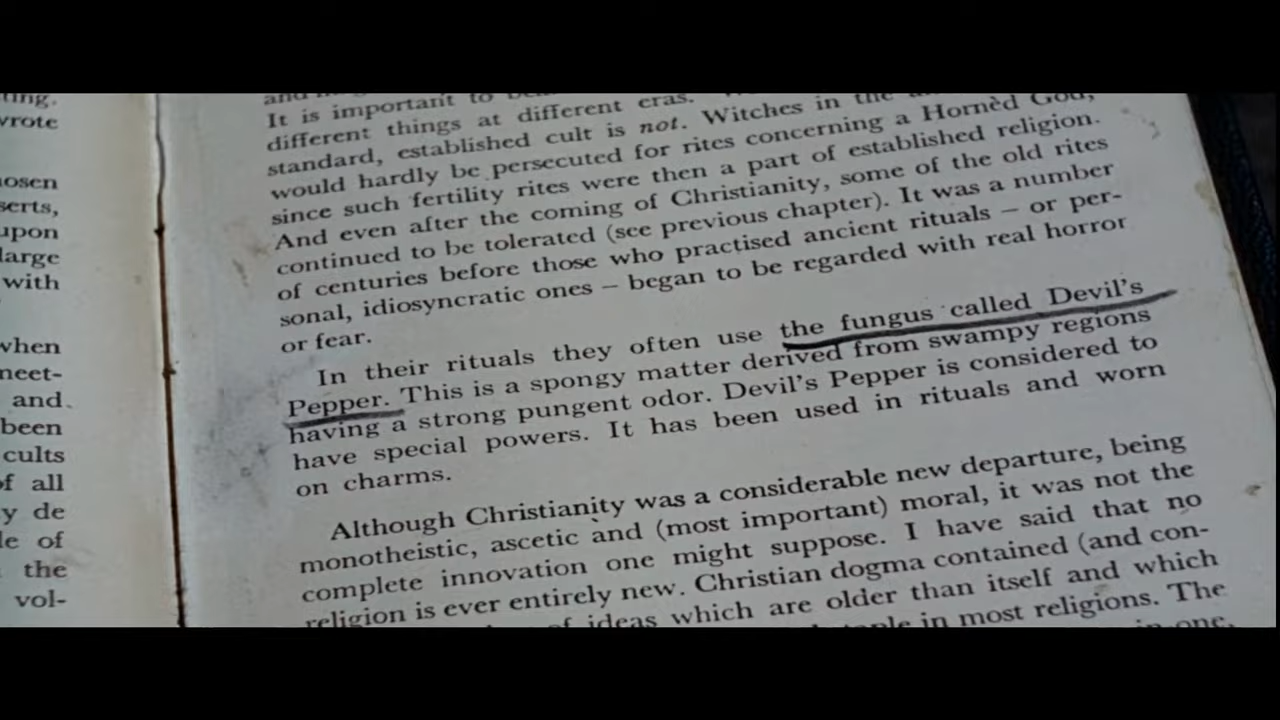 ting.
wrote
osen
serts,
upon
large
with
when
neet-
and
been
cults
of all
y de
le of
the
vol-
It is important to
different things at different eras.
standard, established cult is not. Witches in the
would hardly be persecuted for rites concerning a Hornèd God,
since such fertility rites were then a part of established religion.
And even after the coming of Christianity, some of the old rites
continued to be tolerated (see previous chapter). It was a number
of centuries before those who practised ancient rituals – or per-
sonal, idiosyncratic ones – began to be regarded with real horror
or fear.
In their rituals they often use the fungus called Devil's
Pepper. This is a spongy matter derived from swampy regions
having a strong pungent odor. Devil's Pepper is considered to
have special powers. It has been used in rituals and worn
on charms.
Although Christianity was a considerable new departure, being
monotheistic, ascetic and (most important) moral, it was not the
complete innovation one might suppose. I have said that no
religion is ever entirely new. Christian dogma contained (and con-
of ideas which are older than itself and which
in most religions. The
in one,